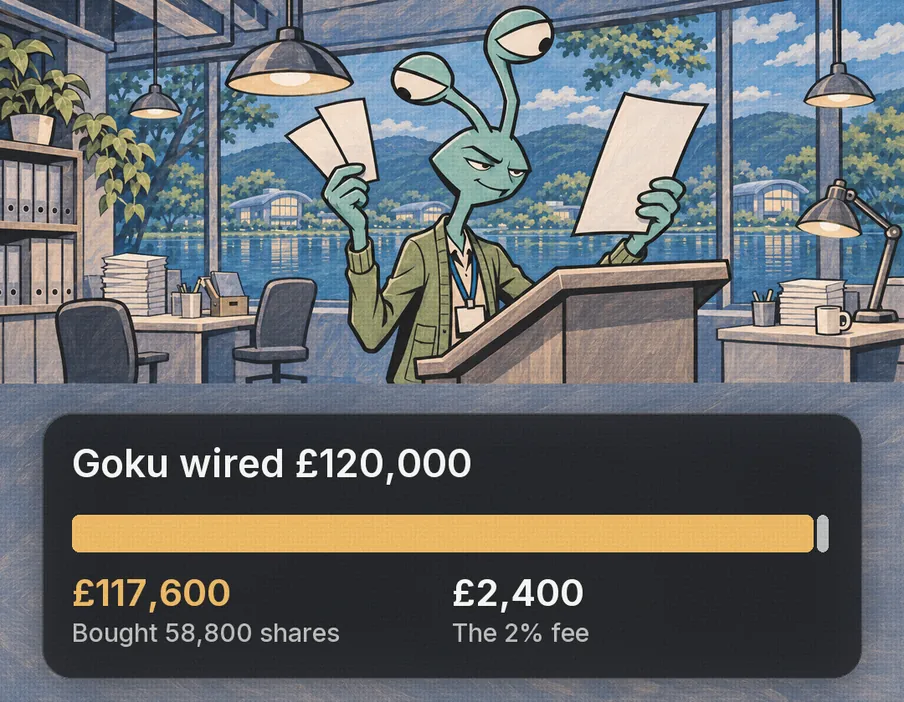 Goku wired £120,000
£117,600
Bought 58,800 shares
£2,400
The 2% fee